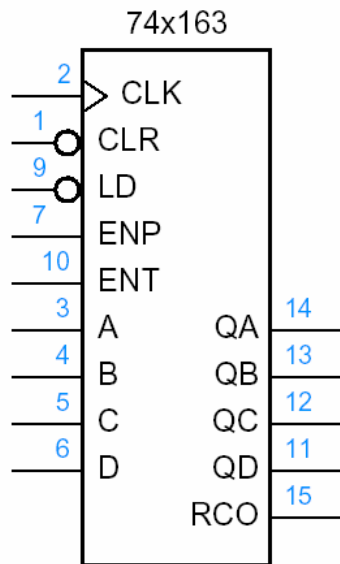 74x163
2 CLK
1 CLR
9 LD
7 ENP
10 ENT
3 A QA 14
4 B QB 13
5 C QC 12
6 D QD 11
RCO 15